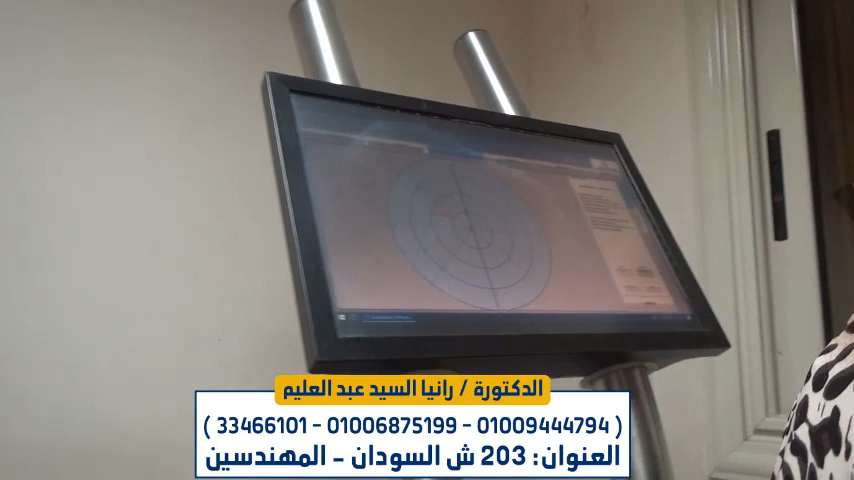 الدكتورة / رانيا السيد عبد العليم
( 01009444794 - 01006875199 - 33466101 )
العنوان: 203 ش السودان - المهندسين